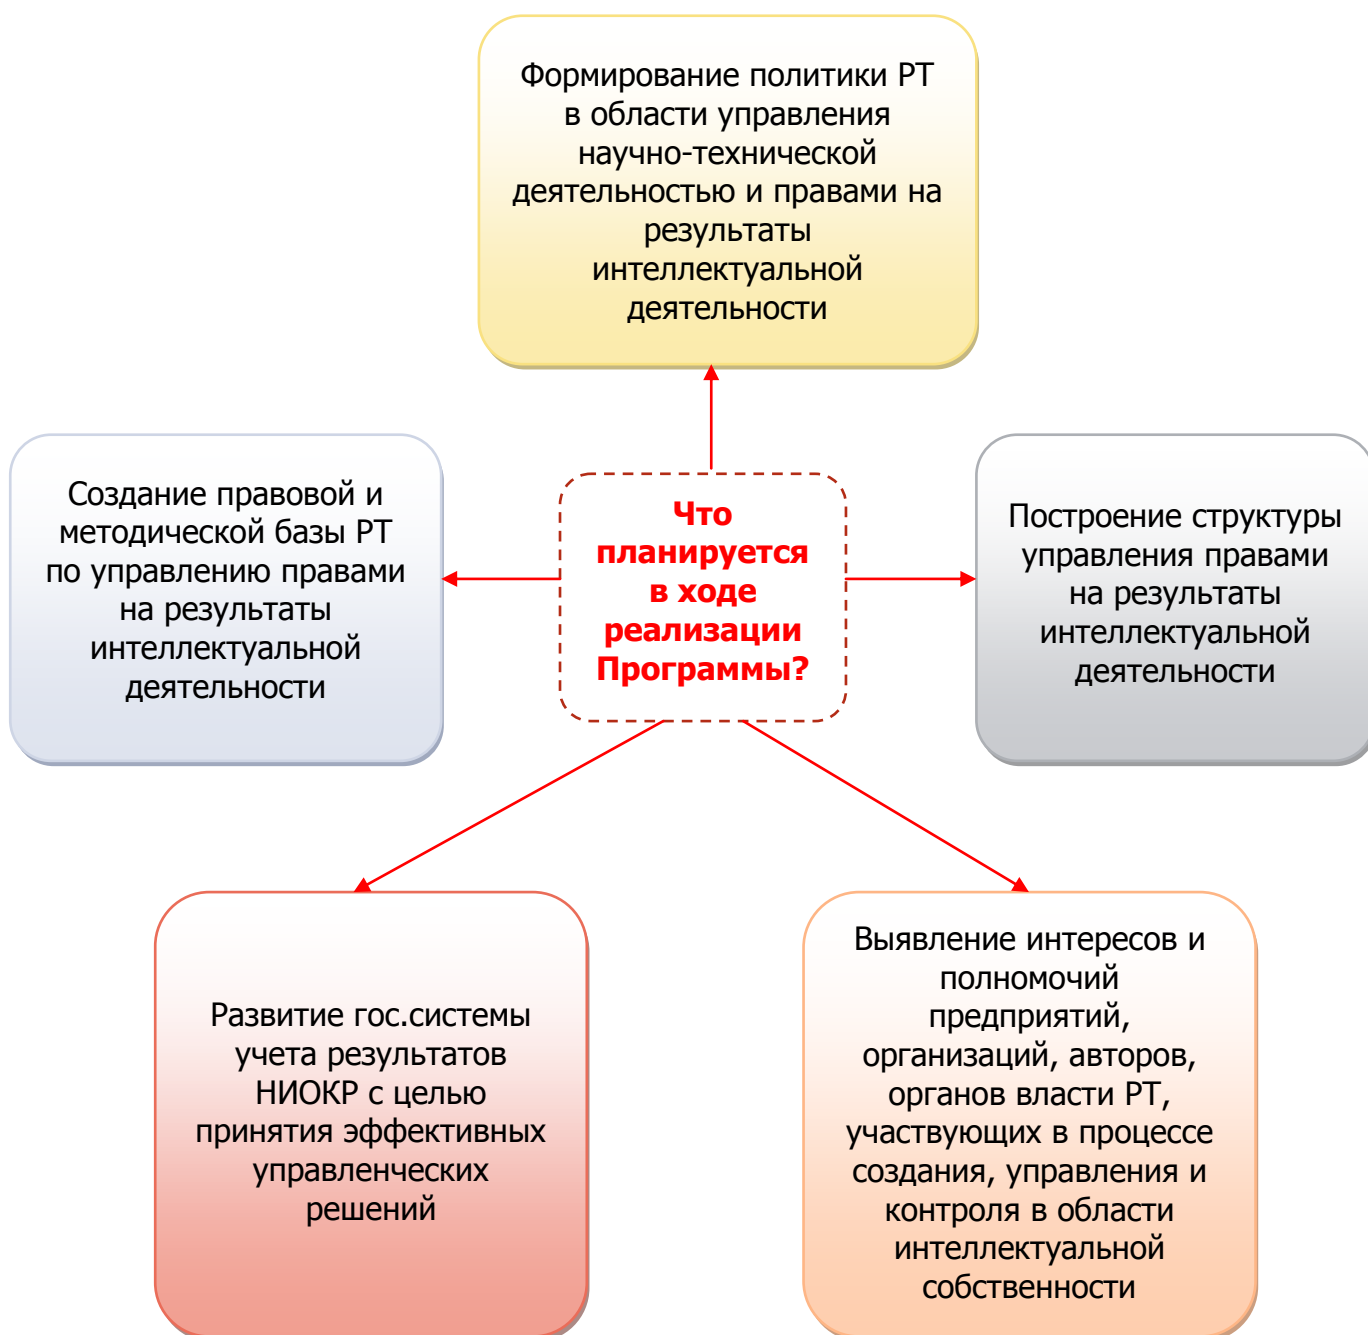 Формирование политики РТ
в области управления
научно-технической
деятельностью и правами на
результаты
интеллектуальной
деятельности
Создание правовой и
методической базы РТ
по управлению правами
на результаты
интеллектуальной
деятельности
Что
планируется
в ходе
реализации
Программы?
Построение структуры
управления правами
на результаты
интеллектуальной
деятельности
Развитие гос.системы
учета результатов
НИОКР с целью
принятия эффективных
управленческих
решений
Выявление интересов и
полномочий
предприятий,
организаций, авторов,
органов власти РТ,
участвующих в процессе
создания, управления и
контроля в области
интеллектуальной
собственности